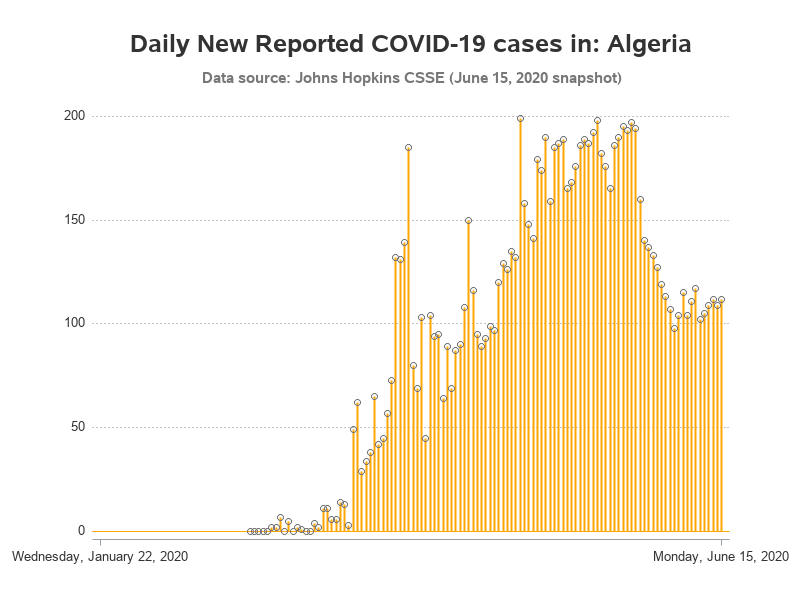 Daily New Reported COVID-19 cases in: Algeria
Data source: Johns Hopkins CSSE (June 15, 2020 snapshot)
200
150
100
50
0
Wednesday, January 22, 2020
Monday, June 15, 2020